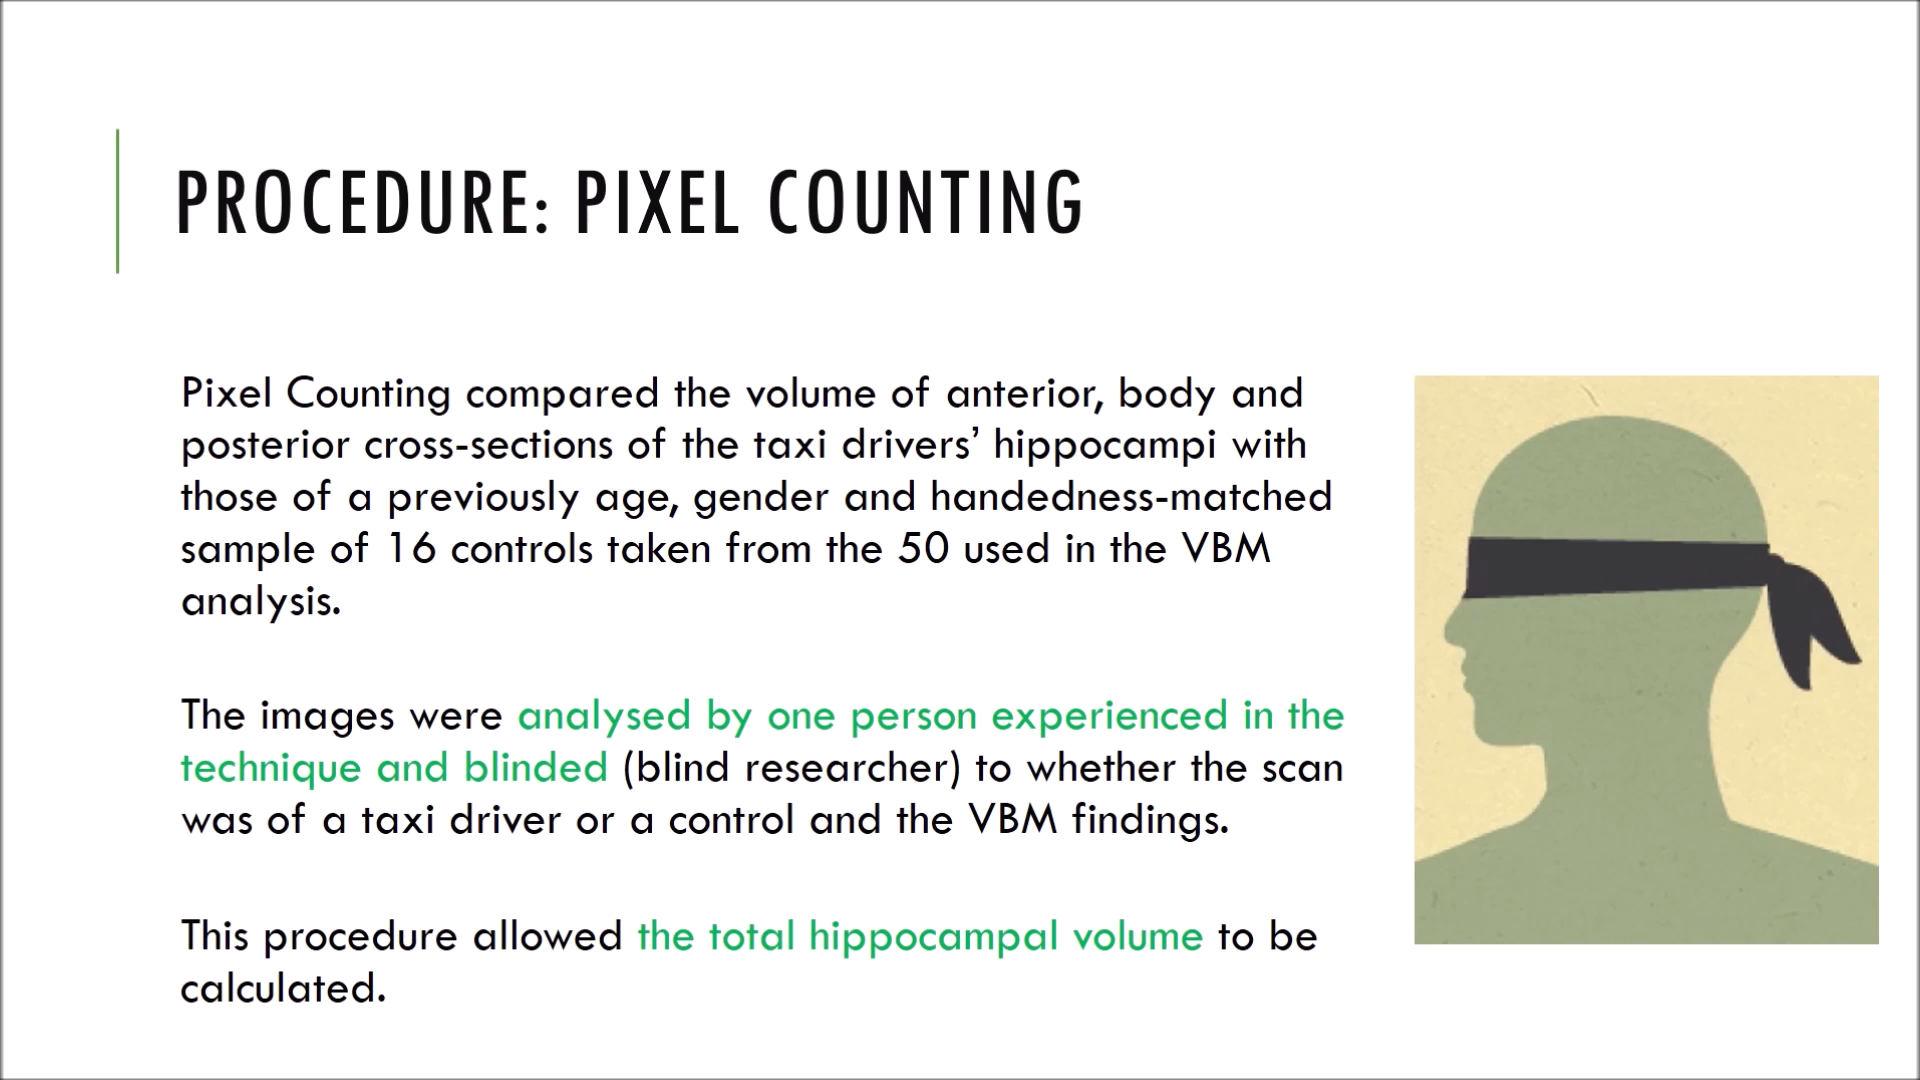 PROCEDURE: PIXEL COUNTING
Pixel Counting compared the volume of anterior, body and
posterior cross-sections of the taxi drivers’ hippocampi with
those of a previously age, gender and handedness-matched
sample of 16 controls taken from the 50 used in the VBM
analysis.
The images were analysed by one person experienced in the
technique and blinded (blind researcher) to whether the scan
was of a taxi driver or a control and the VBM findings.
This procedure allowed the total hippocampal volume to be
calculated.